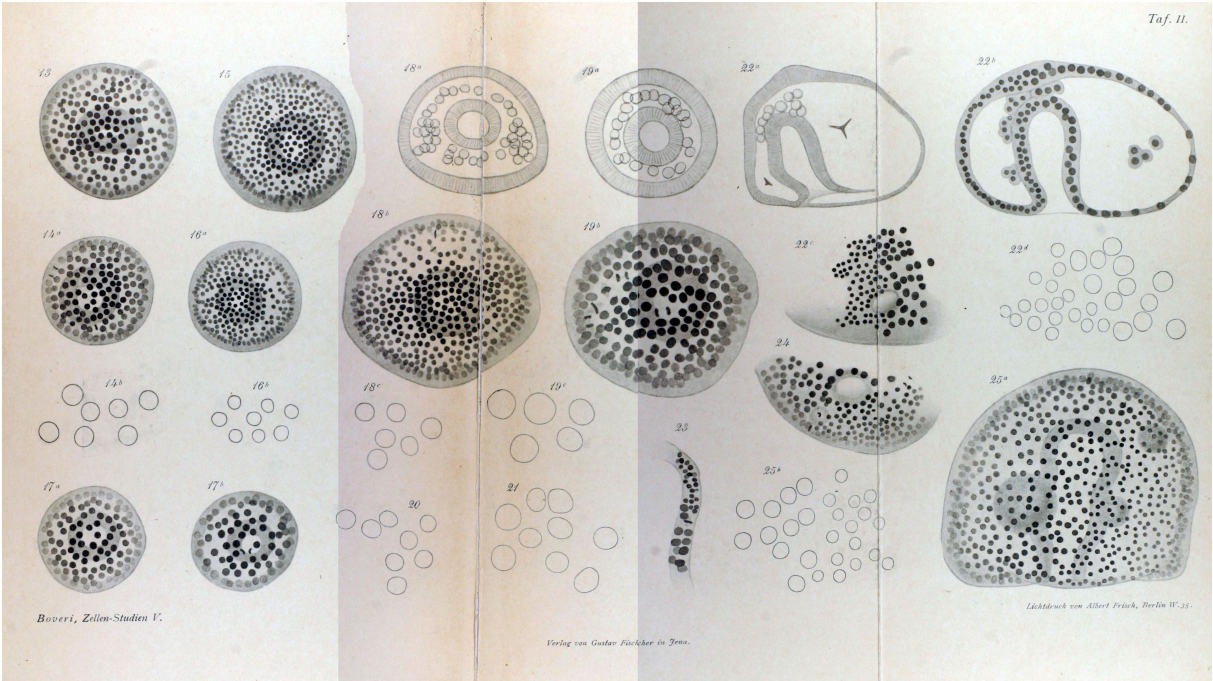 Taf. II.
13
15
18a
19a
22a
22b
14a
16a
18b
19b
22c
22d
24
14b
16b
18c
19c
25a
23
17a
17b
20
21
25b
Boveri, Zellen-Studien V.
Verlag von Gustav Fischer in Jena.
Lichtdruck von Albert Frisch, Berlin W. 35.